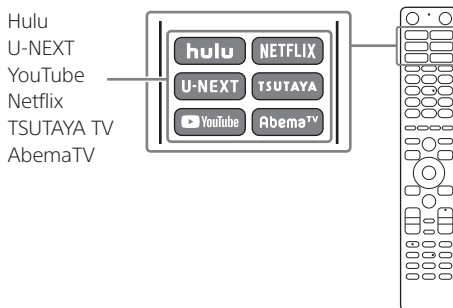 Hulu
U-NEXT
YouTube
Netflix
TSUTAYA TV
AbemaTV
hulu NETFLIX
U-NEXT TSUTAYA
YouTube AbemaTV